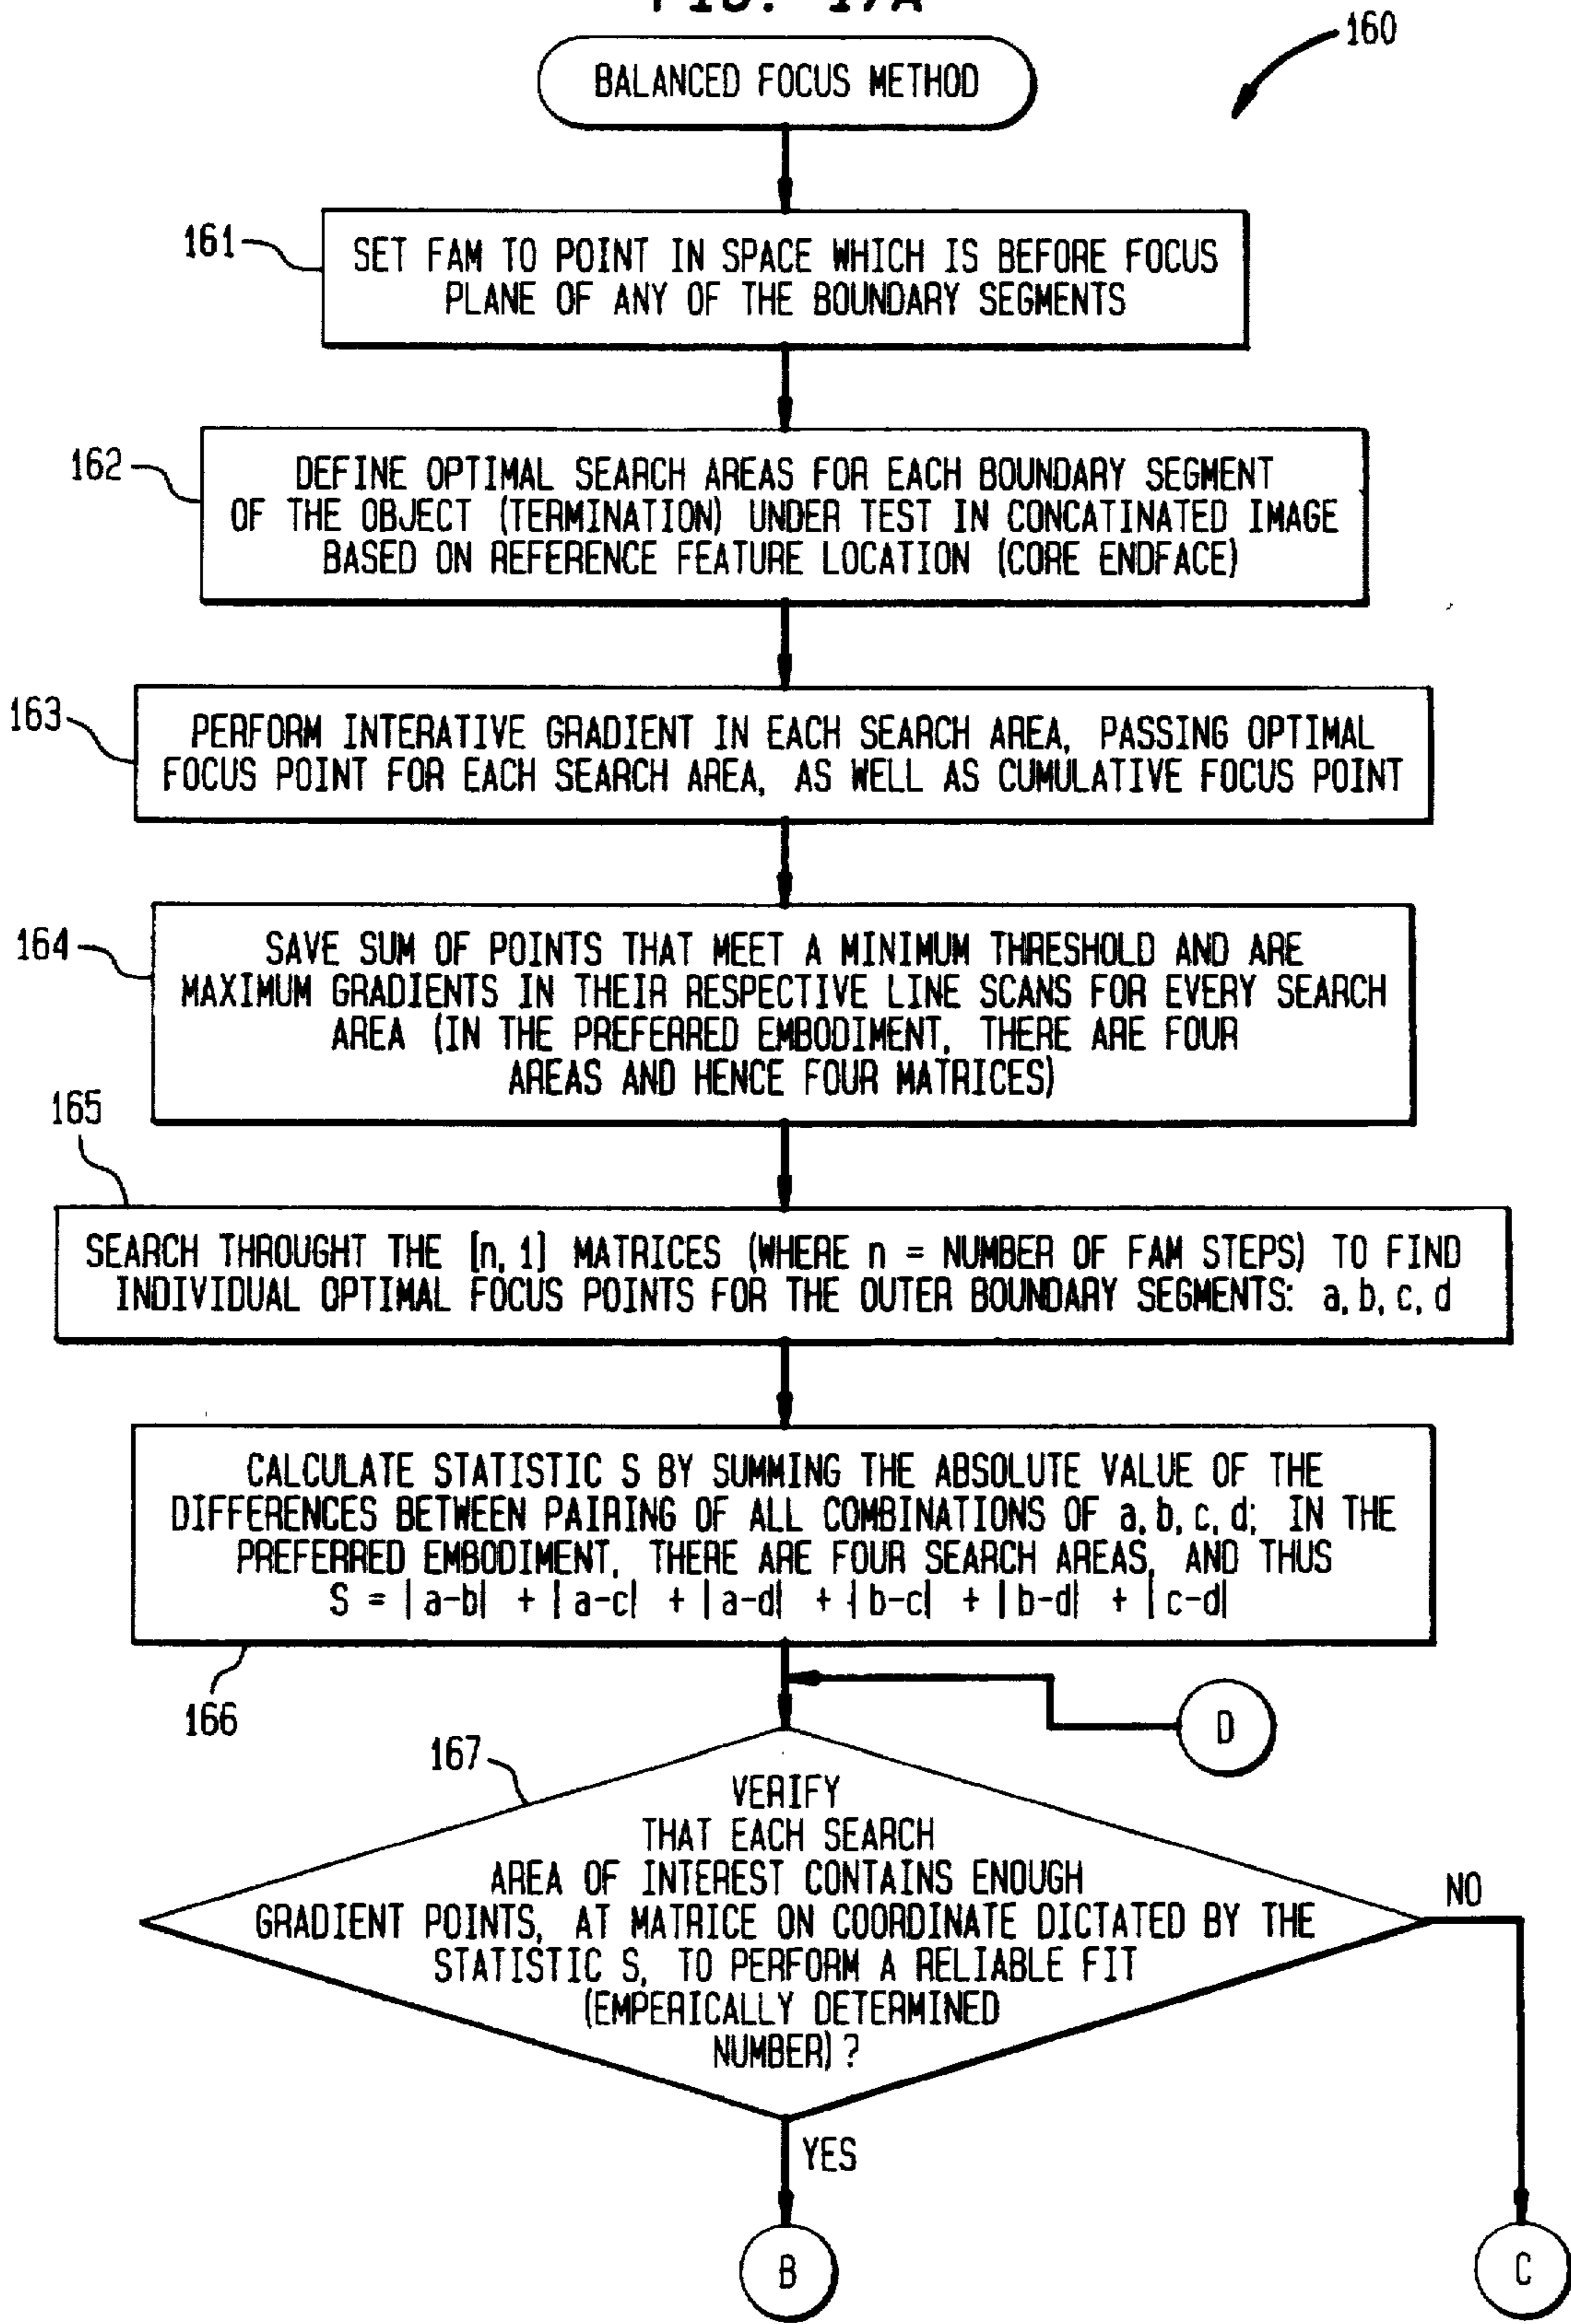 FIG. 17A
160
BALANCED FOCUS METHOD
161
SET FAM TO POINT IN SPACE WHICH IS BEFORE FOCUS
PLANE OF ANY OF THE BOUNDARY SEGMENTS
162
DEFINE OPTIMAL SEARCH AREAS FOR EACH BOUNDARY SEGMENT
OF THE OBJECT (TERMINATION) UNDER TEST IN CONCATINATED IMAGE
BASED ON REFERENCE FEATURE LOCATION (CORE ENDFACE)
163
PERFORM INTERATIVE GRADIENT IN EACH SEARCH AREA, PASSING OPTIMAL
FOCUS POINT FOR EACH SEARCH AREA, AS WELL AS CUMULATIVE FOCUS POINT
164
SAVE SUM OF POINTS THAT MEET A MINIMUM THRESHOLD AND ARE
MAXIMUM GRADIENTS IN THEIR RESPECTIVE LINE SCANS FOR EVERY SEARCH
AREA (IN THE PREFERRED EMBODIMENT, THERE ARE FOUR
AREAS AND HENCE FOUR MATRICES)
165
SEARCH THROUGHT THE [n, 1] MATRICES (WHERE n = NUMBER OF FAM STEPS) TO FIND
INDIVIDUAL OPTIMAL FOCUS POINTS FOR THE OUTER BOUNDARY SEGMENTS: a, b, c, d
CALCULATE STATISTIC S BY SUMMING THE ABSOLUTE VALUE OF THE
DIFFERENCES BETWEEN PAIRING OF ALL COMBINATIONS OF a, b, c, d; IN THE
PREFERRED EMBODIMENT, THERE ARE FOUR SEARCH AREAS, AND THUS
S = |a-b| + |a-c| + |a-d| + |b-c| + |b-d| + |c-d|
166
D
167
VERIFY
THAT EACH SEARCH
AREA OF INTEREST CONTAINS ENOUGH
GRADIENT POINTS, AT MATRICE ON COORDINATE DICTATED BY THE
STATISTIC S, TO PERFORM A RELIABLE FIT
(EMPERICALLY DETERMINED
NUMBER)?
NO
YES
B
C